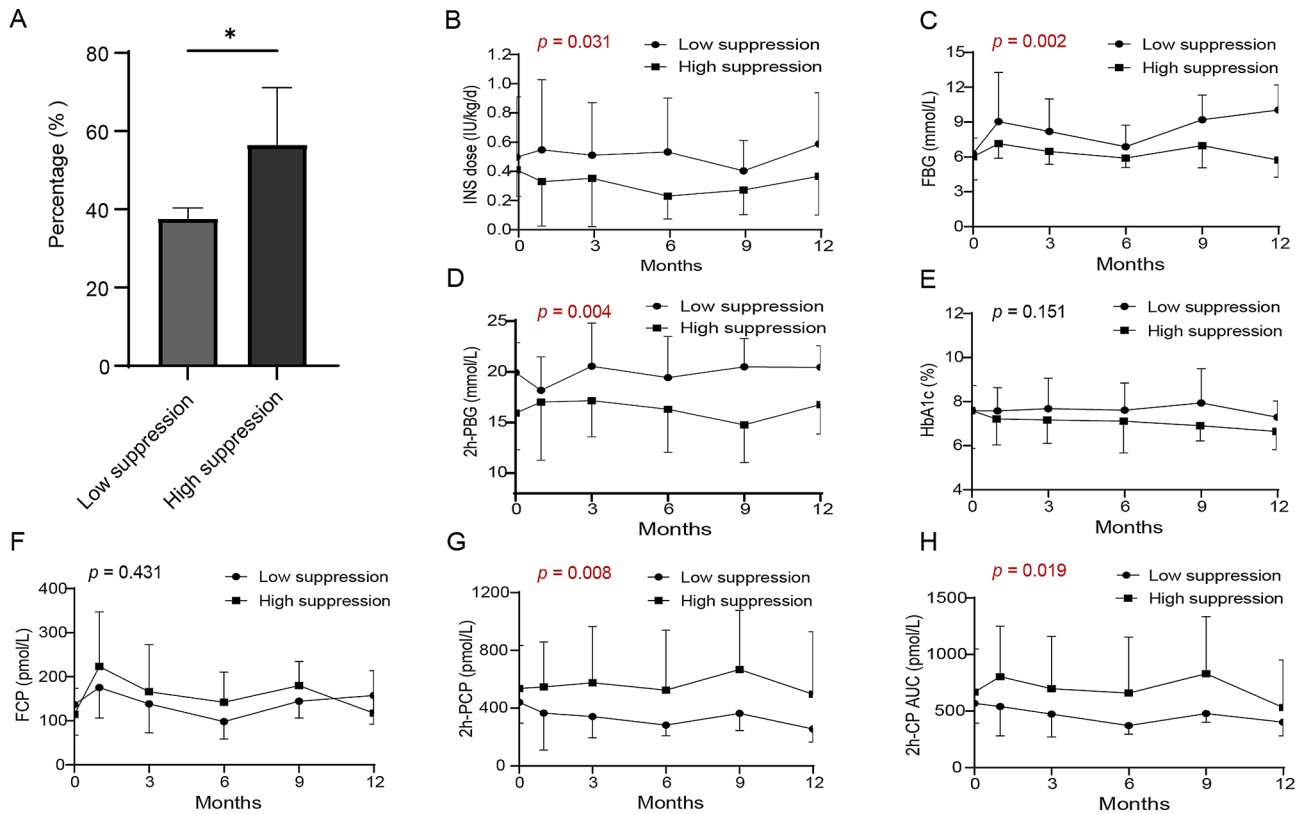 A
*
80
60
40
20
0
Percentage (% )
Low suppression
High suppression
B
p = 0.031
Low suppression
High suppression
1.2
1.0
0.8
0.6
0.4
0.2
0.0
INS dose (IU/kg/d)
0 3 6 9 12
Months
C
p = 0.002
Low suppression
High suppression
15
12
9
6
3
0
FBG (mmol/L)
0 3 6 9 12
Months
D
p = 0.004
Low suppression
High suppression
25
20
15
10
2h-PBG (mmol/L)
0 3 6 9 12
Months
E
p = 0.151
Low suppression
High suppression
12
10
8
6
4
HbA1c (%)
0 3 6 9 12
Months
F
p = 0.431
Low suppression
High suppression
400
300
200
100
0
FCP (pmol/L)
0 3 6 9 12
Months
G
p = 0.008
Low suppression
High suppression
1200
800
400
0
2h-PCP (pmol/L)
0 3 6 9 12
Months
H
p = 0.019
Low suppression
High suppression
1500
1000
500
0
2h-CP AUC (pmol/L)
0 3 6 9 12
Months